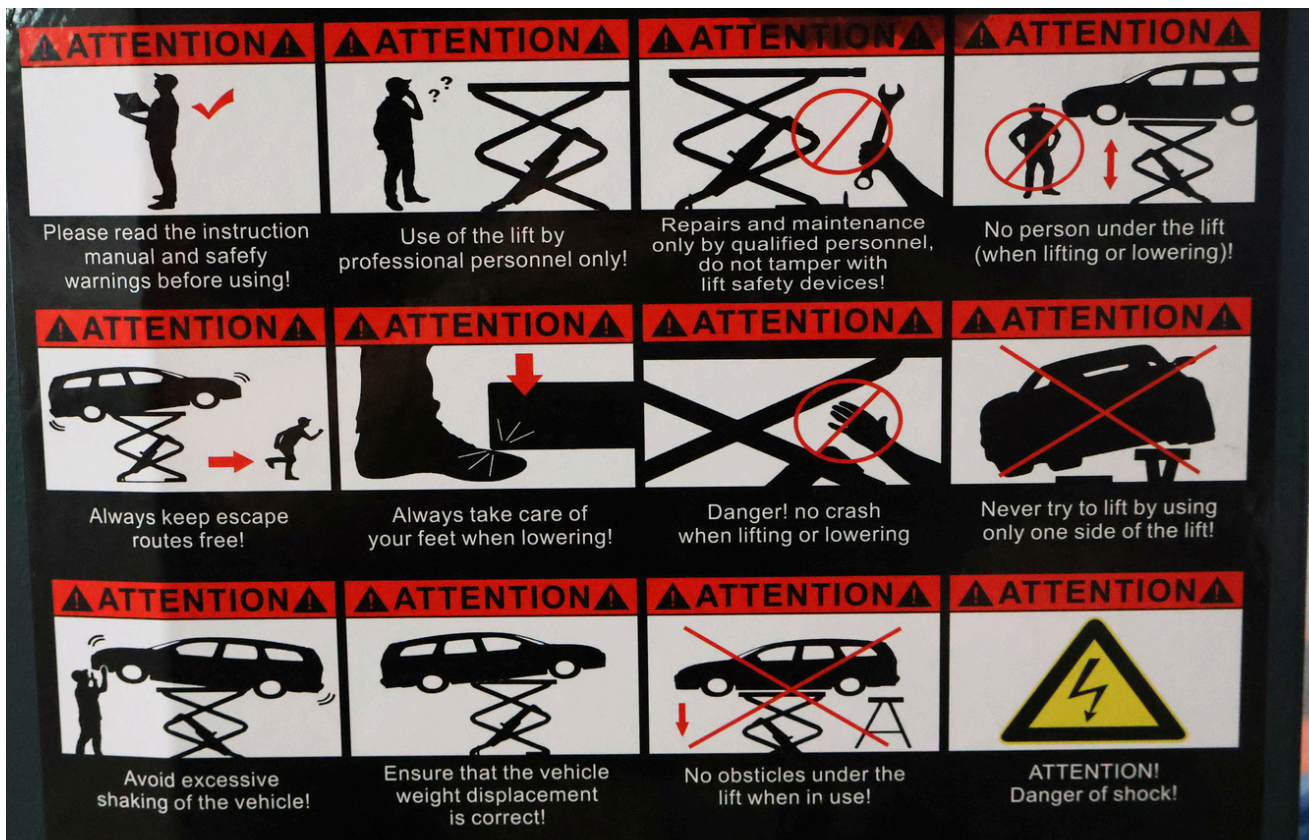 ATTENTION
Please read the instruction
manual and safefy
warnings before using!
ATTENTION
? ?
?
Use of the lift by
professional personnel only!
ATTENTION
Repairs and maintenance
only by qualified personnel,
do not tamper with
lift safety devices!
ATTENTION
No person under the lift
(when lifting or lowering)!
ATTENTION
Always keep escape
routes free!
ATTENTION
Always take care of
your feet when lowering!
ATTENTION
Danger! no crash
when lifting or lowering
ATTENTION
Never try to lift by using
only one side of the lift!
ATTENTION
Avoid excessive
shaking of the vehicle!
ATTENTION
Ensure that the vehicle
weight displacement
is correct!
ATTENTION
No obsticles under the
lift when in use!
ATTENTION
ATTENTION!
Danger of shock!